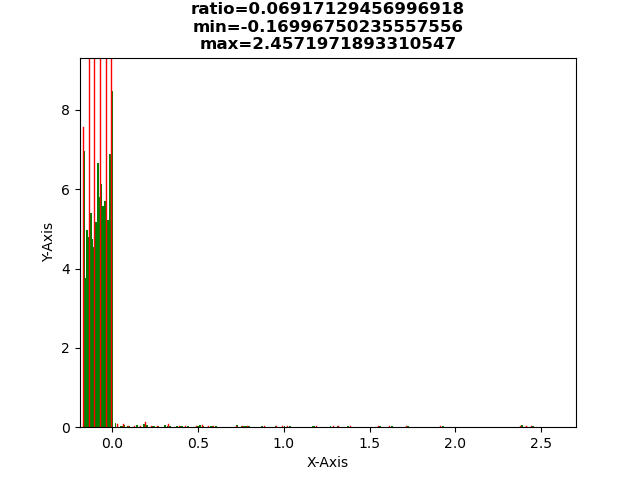 ratio=0.06917129456996918
min=-0.16996750235557556
max=2.4571971893310547
8
6
4
2
0
Y-Axis
0.0 0.5 1.0 1.5 2.0 2.5
X-Axis